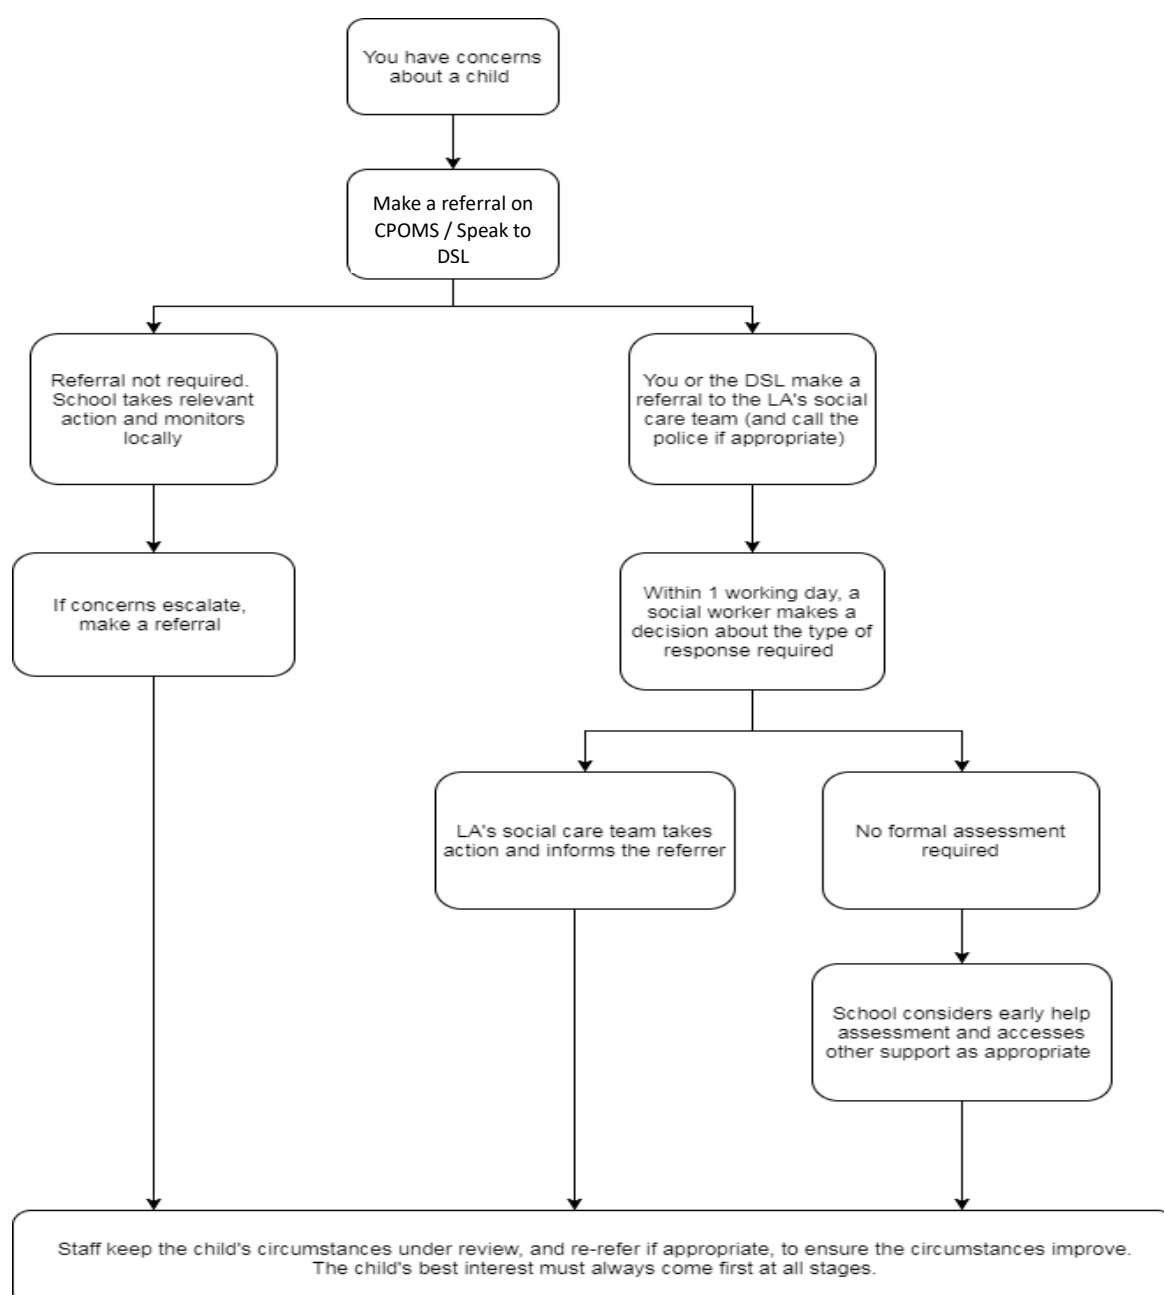 You have concerns
about a child
Make a referral on
CPOMS / Speak to
DSL
Referral not required.
School takes relevant
action and monitors
locally
You or the DSL make a
referral to the LA's social
care team (and call the
police if appropriate)
If concerns escalate,
make a referral
Within 1 working day, a
social worker makes a
decision about the type of
response required
LA's social care team takes
action and informs the referrer
No formal assessment
required
School considers early help
assessment and accesses
other support as appropriate
Staff keep the child's circumstances under review, and re-refer if appropriate, to ensure the circumstances improve.
The child's best interest must always come first at all stages.